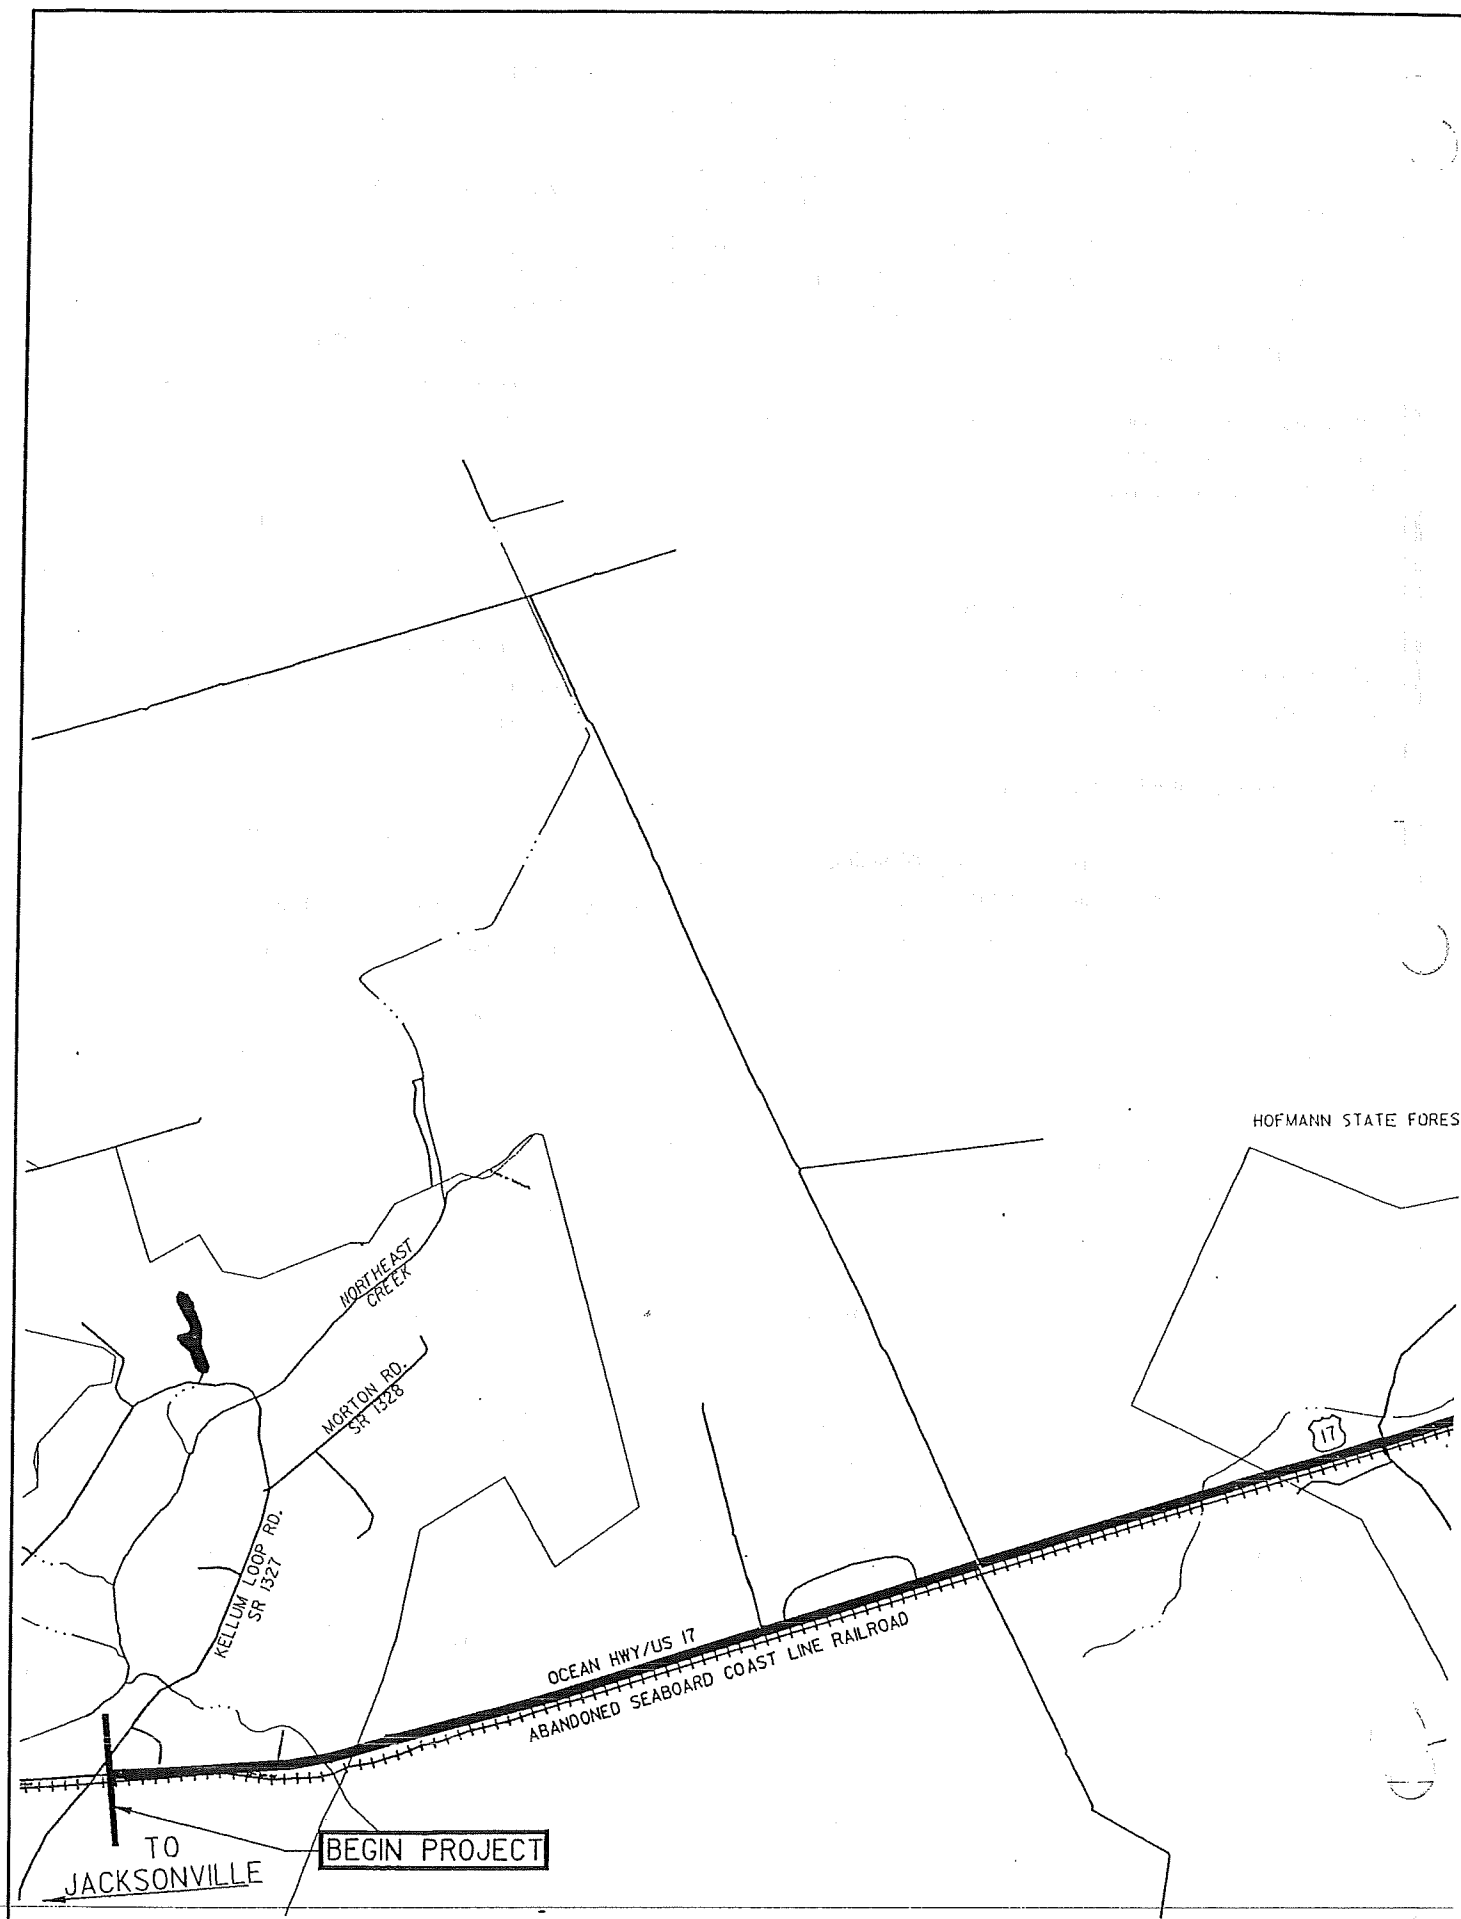 HOFMANN STATE FORES
NORTHEAST
CREEK
MORTON RD.
SR 1328
17
KELLUM LOOP RD.
SR 1327
OCEAN HWY/US 17
ABANDONED SEABOARD COAST LINE RAILROAD
BEGIN PROJECT
TO
JACKSONVILLE